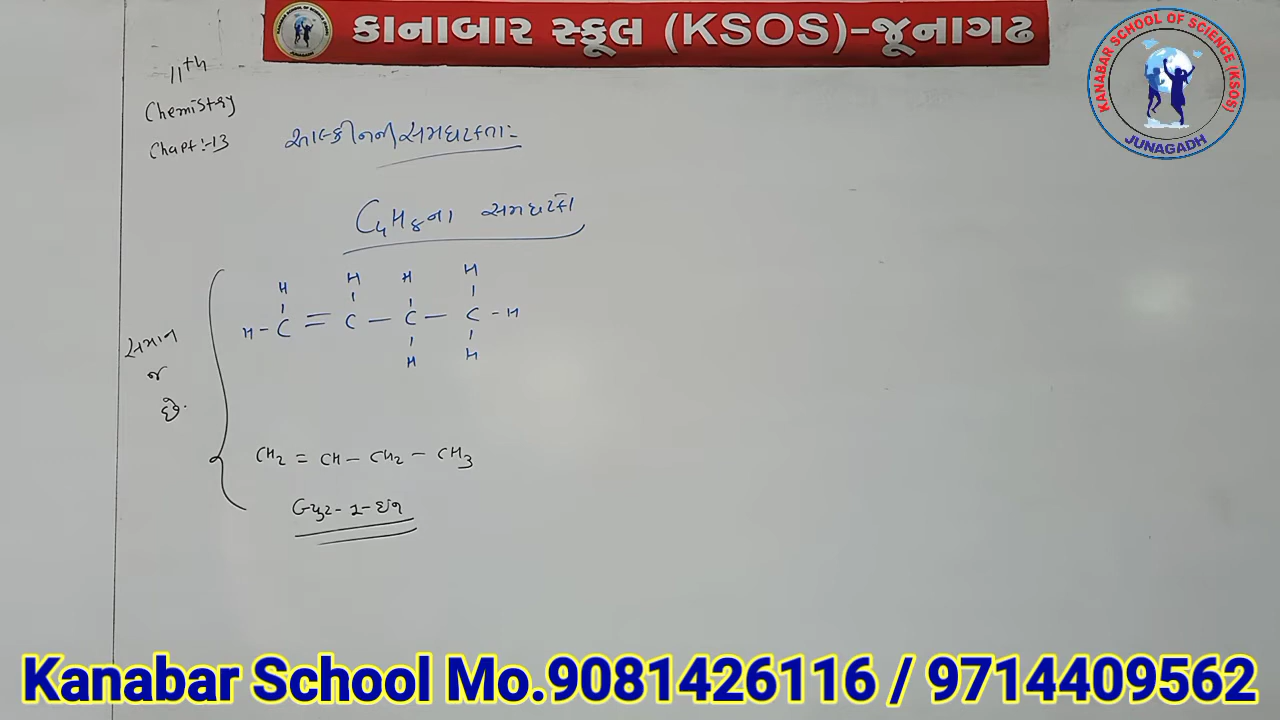 કાનાબાર સ્કૂલ (KSOS)-જૂનાગઢ
KANABAR SCHOOL OF SCIENCE (KSOS)
JUNAGADH
11th
Chemistry
Chapt:-13
આલ્કીનની સમઘટકતા:-
C4H8ના સમઘટકો
H H H H
H-C=C-C-C-H
H H
સમાન
જ
છે.
CH2=CH-CH2-CH3
બ્યુટ-1-ઇન
Kanabar School Mo.9081426116 / 9714409562